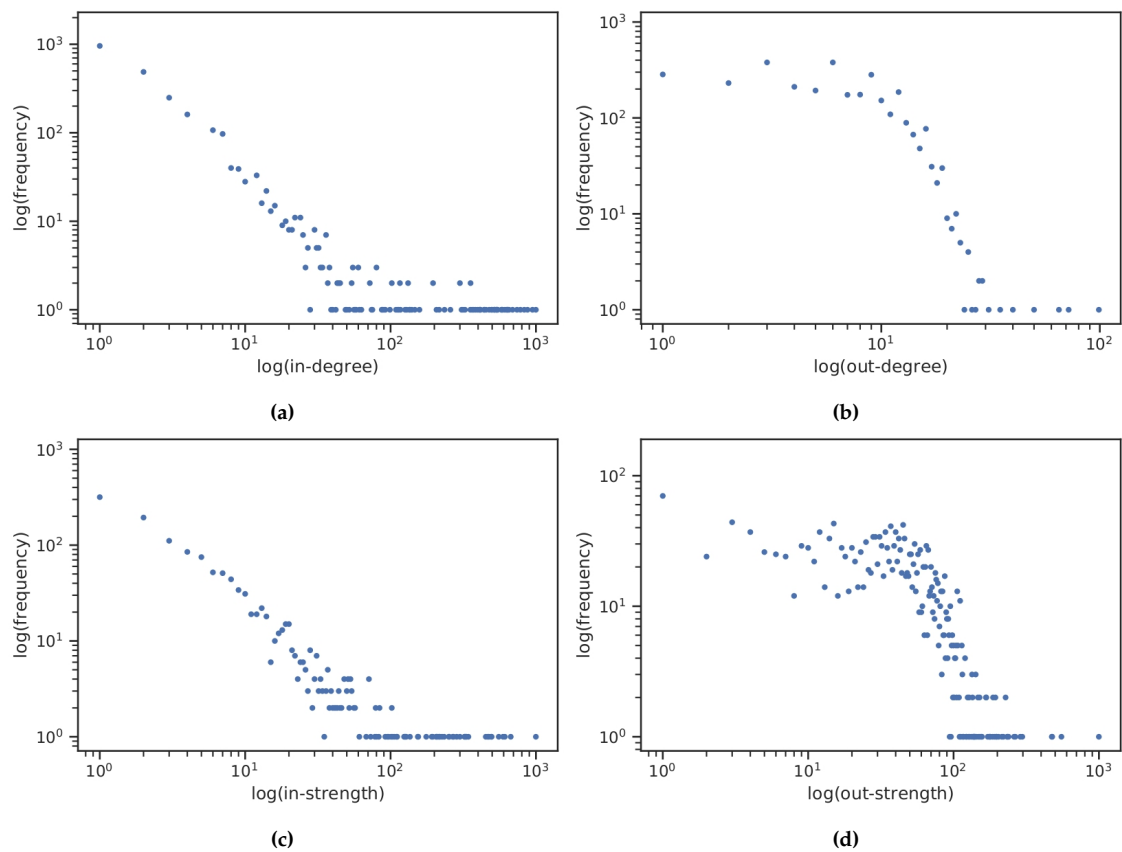 10³
10²
10¹
10⁰
log(frequency)
10⁰ 10¹ 10² 10³
log(in-degree)
(a)
10³
10²
10¹
10⁰
log(frequency)
10⁰ 10¹ 10²
log(out-degree)
(b)
10³
10²
10¹
10⁰
log(frequency)
10⁰ 10¹ 10² 10³
log(in-strength)
(c)
10²
10¹
10⁰
log(frequency)
10⁰ 10¹ 10² 10³
log(out-strength)
(d)